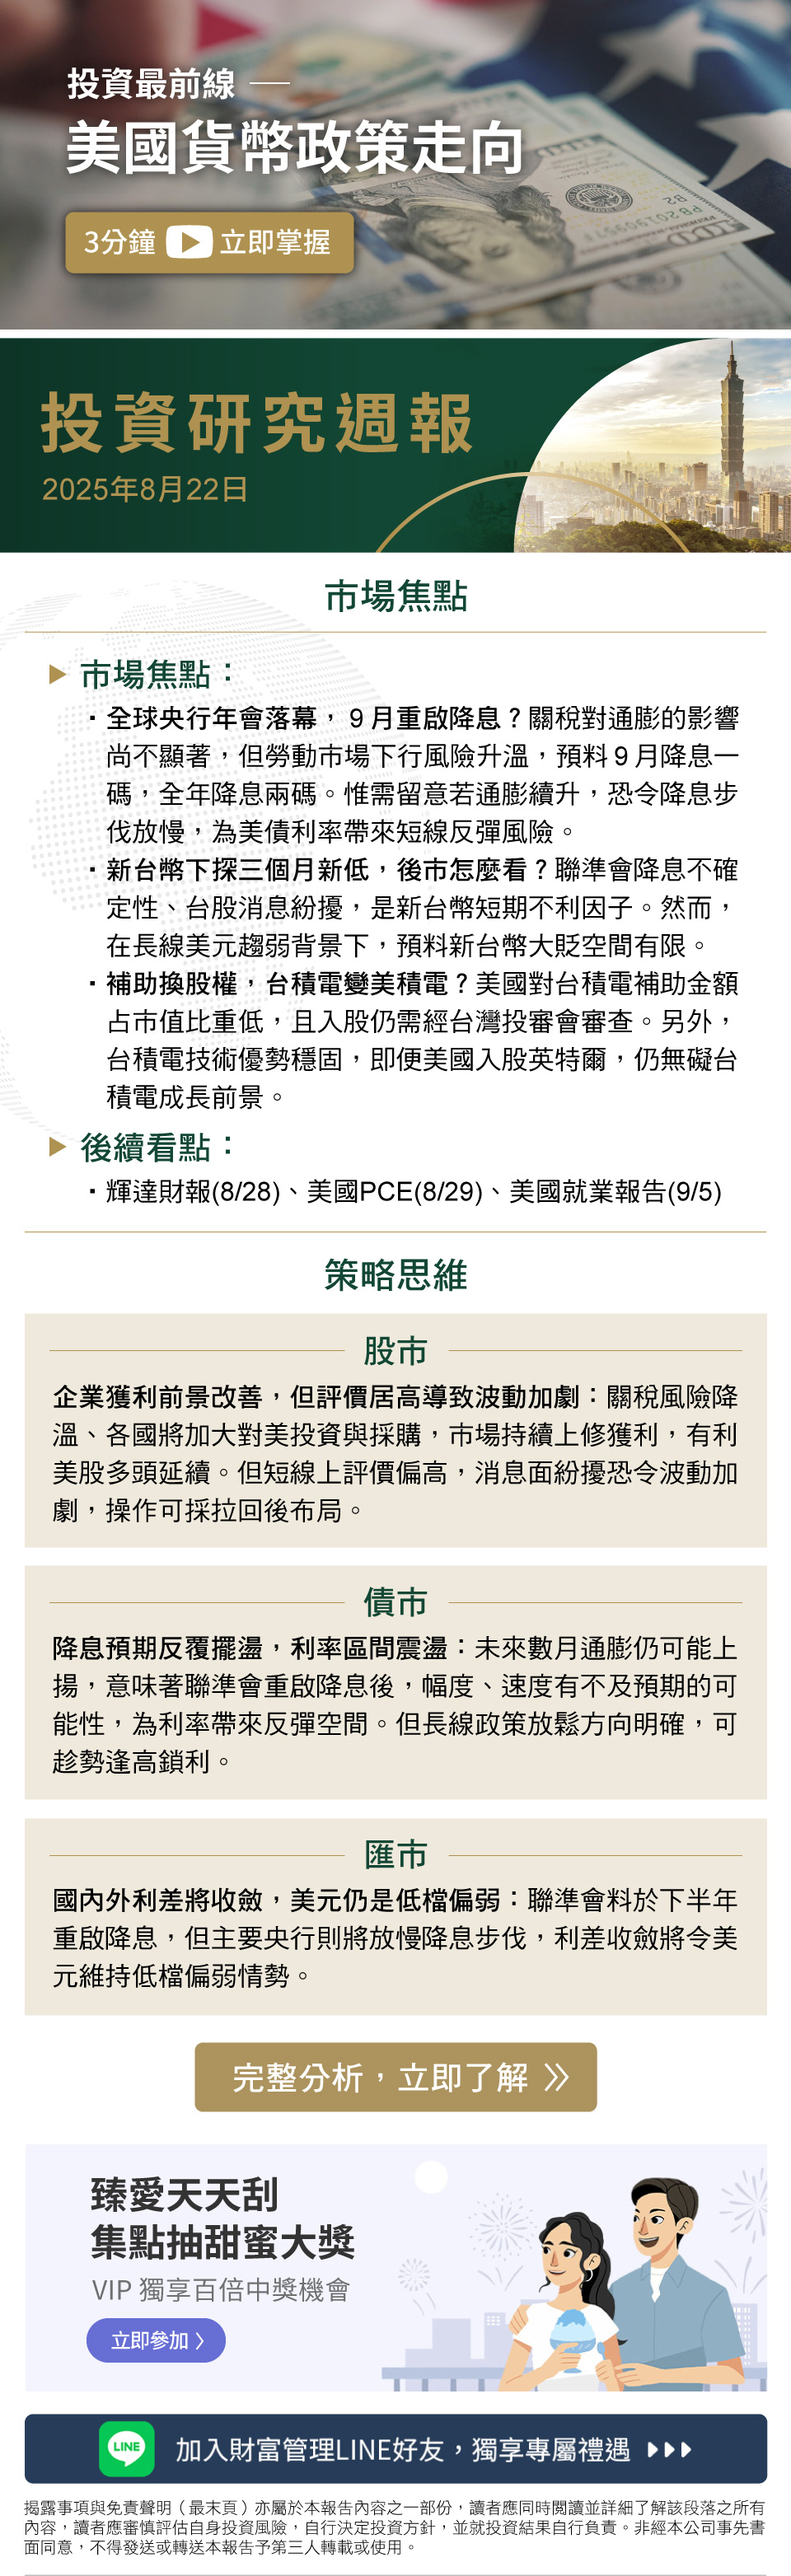 投資最前線
美國貨幣政策走向
3分鐘 立即掌握
投資研究週報
2025年8月22日
市場焦點
市場焦點：
・全球央行年會落幕，9月重啟降息？關稅對通膨的影響
尚不顯著，但勞動市場下行風險升溫，預料9月降息一
碼，全年降息兩碼。惟需留意若通膨續升，恐令降息步
伐放慢，為美債利率帶來短線反彈風險。
・新台幣下探三個月新低，後市怎麼看？聯準會降息不確
定性、台股消息紛擾，是新台幣短期不利因子。然而，
在長線美元趨弱背景下，預料新台幣大貶空間有限。
・補助換股權，台積電變美積電？美國對台積電補助金額
占市值比重低，且入股仍需經台灣投審會審查。另外，
台積電技術優勢穩固，即便美國入股英特爾，仍無礙台
積電成長前景。
後續看點：
・輝達財報(8/28)、美國PCE(8/29)、美國就業報告(9/5)
策略思維
股市
企業獲利前景改善，但評價居高導致波動加劇：關稅風險降
溫、各國將加大對美投資與採購，市場持續上修獲利，有利
美股多頭延續。但短線上評價偏高，消息面紛擾恐令波動加
劇，操作可採拉回後布局。
債市
降息預期反覆擺盪，利率區間震盪：未來數月通膨仍可能上
揚，意味著聯準會重啟降息後，幅度、速度有不及預期的可
能性，為利率帶來反彈空間。但長線政策放鬆方向明確，可
趁勢逢高鎖利。
匯市
國內外利差將收斂，美元仍是低檔偏弱：聯準會料於下半年
重啟降息，但主要央行則將放慢降息步伐，利差收斂將令美
元維持低檔偏弱情勢。
完整分析，立即了解
臻愛天天刮
集點抽甜蜜大獎
VIP 獨享百倍中獎機會
立即參加
LINE 加入財富管理LINE好友，獨享專屬禮遇
揭露事項與免責聲明（最末頁）亦屬於本報告內容之一部份，讀者應同時閱讀並詳細了解該段落之所有
內容，讀者應審慎評估自身投資風險，自行決定投資方針，並就投資結果自行負責。非經本公司事先書
面同意，不得發送或轉送本報告予第三人轉載或使用。